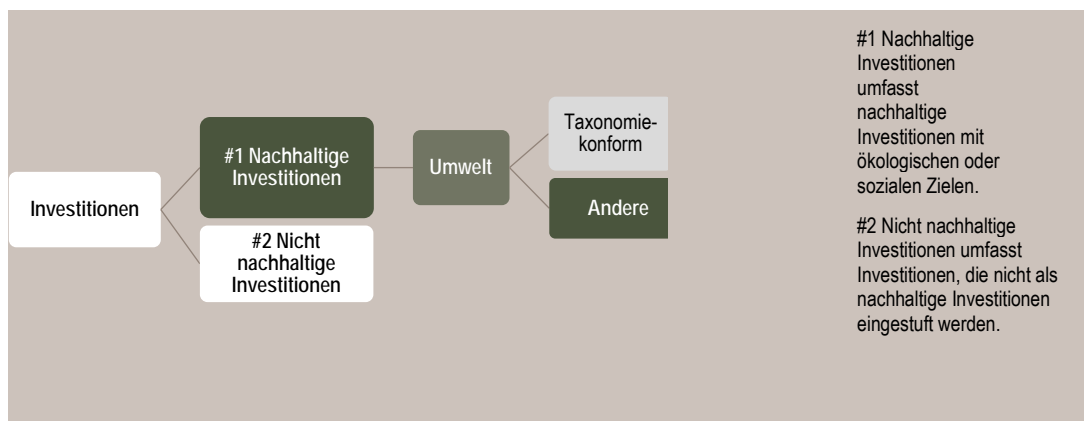 Investitionen
#1 Nachhaltige
Investitionen
#2 Nicht
nachhaltige
Investitionen
Umwelt
Taxonomie-
konform
Andere
#1 Nachhaltige
Investitionen
umfasst
nachhaltige
Investitionen mit
ökologischen oder
sozialen Zielen.
#2 Nicht nachhaltige
Investitionen umfasst
Investitionen, die nicht als
nachhaltige Investitionen
eingestuft werden.